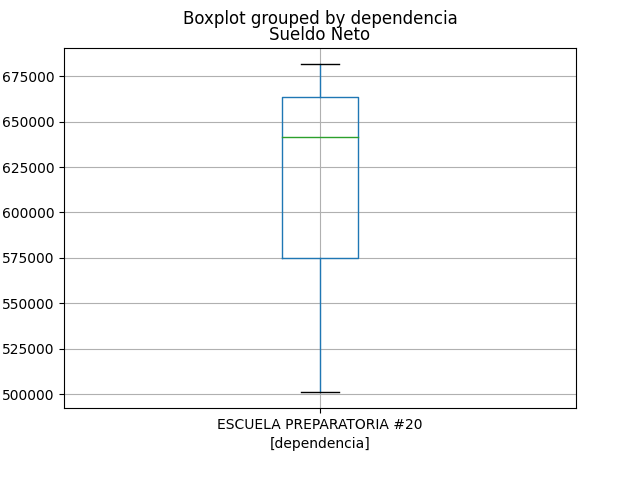 Boxplot grouped by dependencia
Sueldo Neto
675000
650000
625000
600000
575000
550000
525000
500000
ESCUELA PREPARATORIA #20
[dependencia]